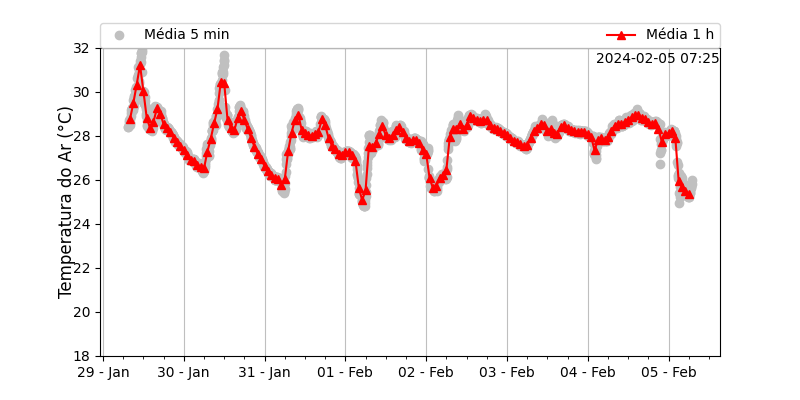 Média 5 min
Média 1 h
2024-02-05 07:25
Temperatura do Ar (°C)
32
30
28
26
24
22
20
18
29 - Jan
30 - Jan
31 - Jan
01 - Feb
02 - Feb
03 - Feb
04 - Feb
05 - Feb